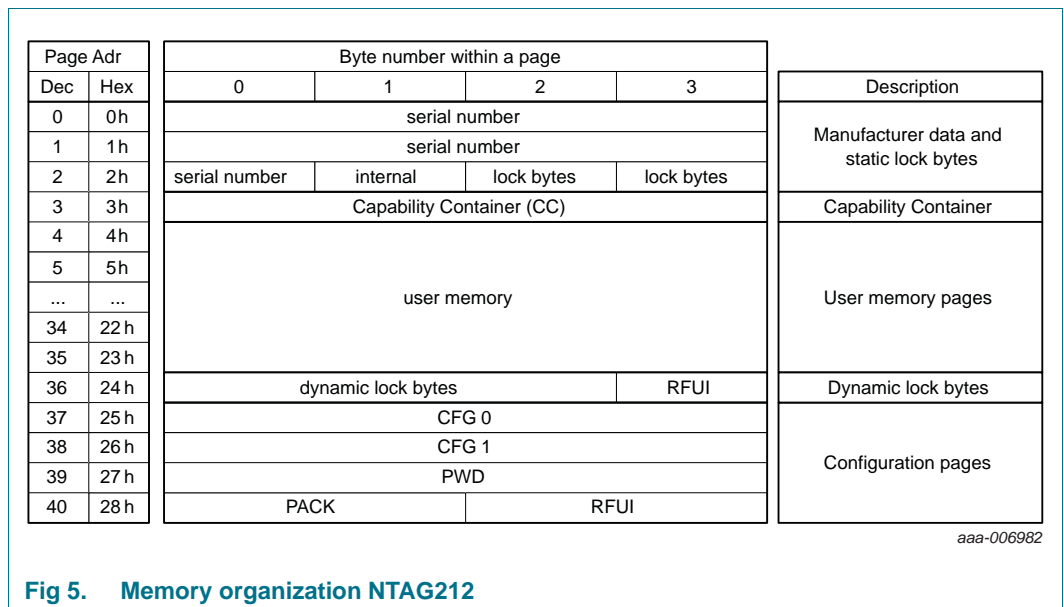 Page Adr Byte number within a page
Dec Hex 0 1 2 3 Description
0 0h serial number
Manufacturer data and
1 1h serial number
static lock bytes
2 2h serial number internal lock bytes lock bytes
3 3h Capability Container (CC) Capability Container
4 4h
5 5h
... ... user memory User memory pages
34 22h
35 23h
36 24h dynamic lock bytes RFUI Dynamic lock bytes
37 25h CFG 0
38 26h CFG 1
Configuration pages
39 27h PWD
40 28h PACK RFUI
aaa-006982
Fig 5. Memory organization NTAG212